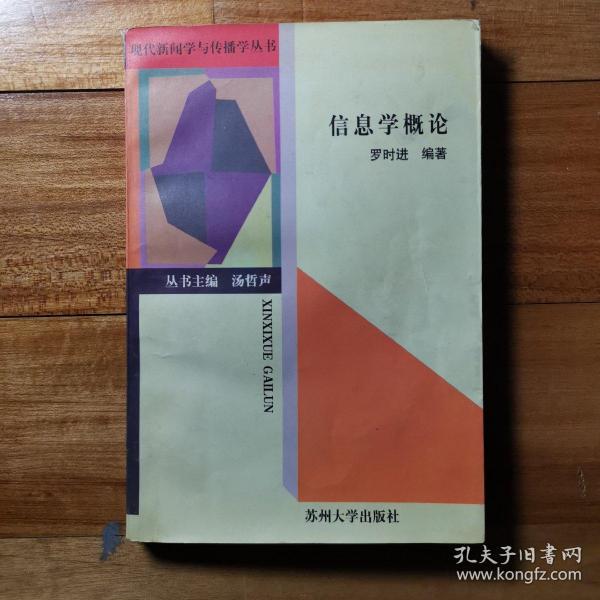 现代新闻学与传播学丛书
信息学概论
罗时进 编著
丛书主编 汤哲声
XINXIXUE GAILUN
苏州大学出版社
孔夫子旧书网
www.kongfz.com